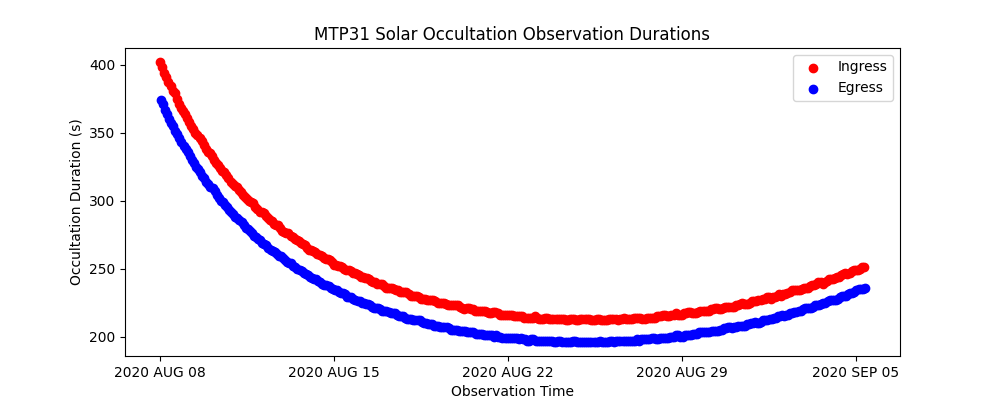 MTP31 Solar Occultation Observation Durations
Ingress
Egress
Occultation Duration (s)
400
350
300
250
200
2020 AUG 08
2020 AUG 15
2020 AUG 22
2020 AUG 29
2020 SEP 05
Observation Time